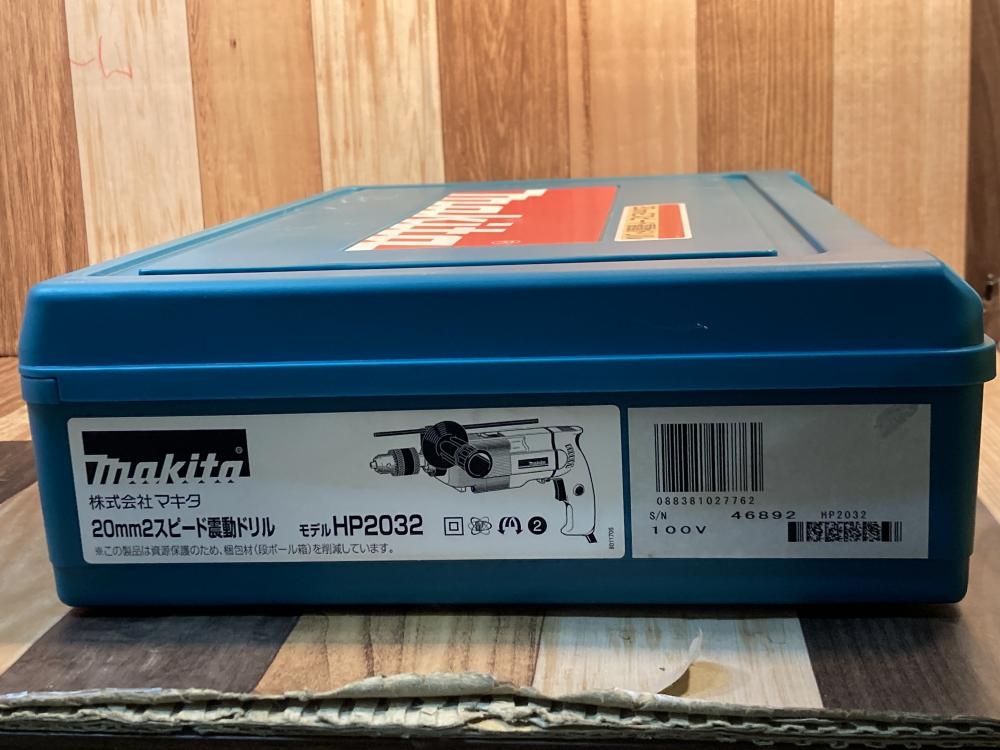 makita
makita
株式会社マキタ
20mm2スピード震動ドリル モデルHP2032
※この製品は資源保護のため、梱包材(段ボール箱)を削減しています。
2
makita
088381027762
S/N 46892 HP2032
100V